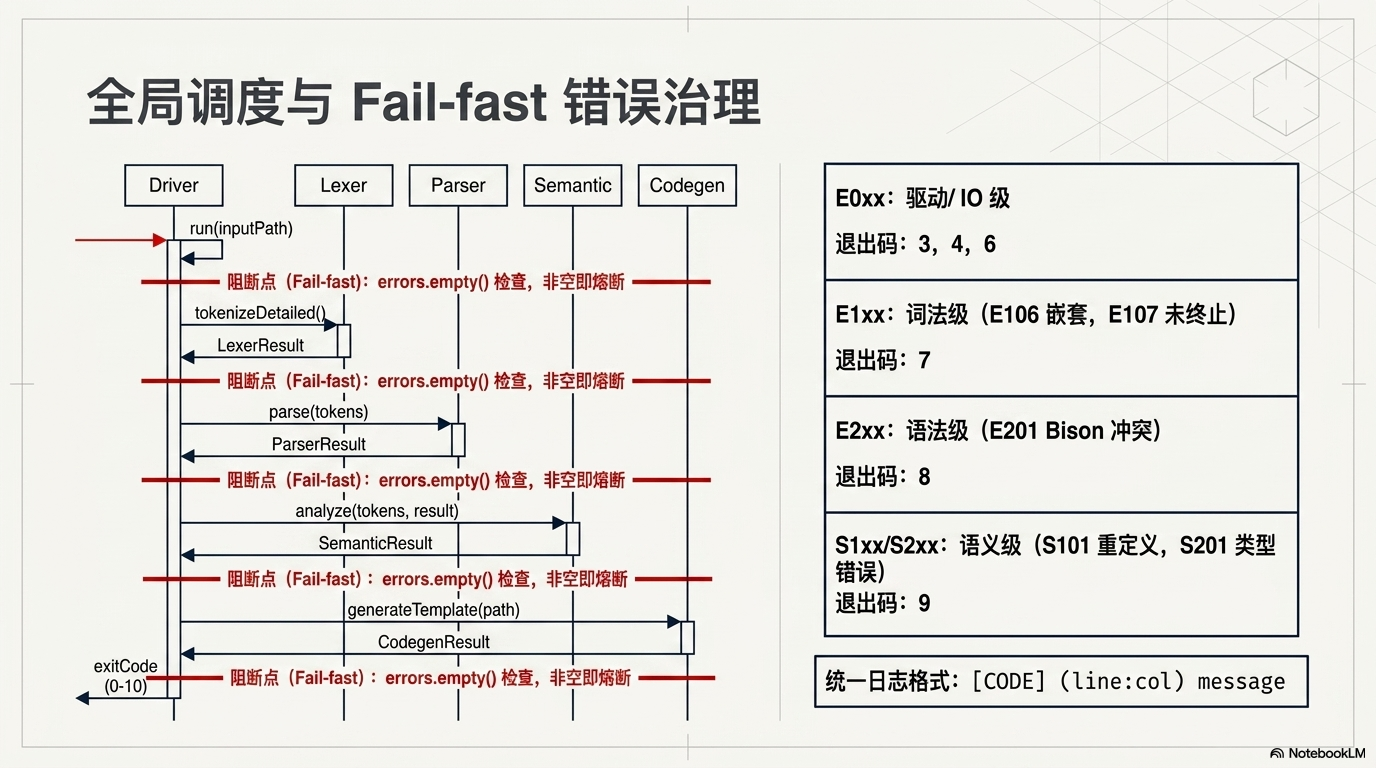 全局调度与 Fail-fast 错误治理
Driver
Lexer
Parser
Semantic
Codegen
run(inputPath)
阻断点（Fail-fast）：errors.empty() 检查，非空即熔断
tokenizeDetailed()
LexerResult
阻断点（Fail-fast）：errors.empty() 检查，非空即熔断
parse(tokens)
ParserResult
阻断点（Fail-fast）：errors.empty() 检查，非空即熔断
analyze(tokens, result)
SemanticResult
阻断点（Fail-fast）：errors.empty() 检查，非空即熔断
generateTemplate(path)
CodegenResult
exitCode
(0-10)
阻断点（Fail-fast）：errors.empty() 检查，非空即熔断
E0xx：驱动/ IO 级
退出码：3，4，6
E1xx：词法级（E106 嵌套，E107 未终止）
退出码：7
E2xx：语法级（E201 Bison 冲突）
退出码：8
S1xx/S2xx：语义级（S101 重定义，S201 类型
错误）
退出码：9
统一日志格式：[CODE] (line:col) message
NotebookLM